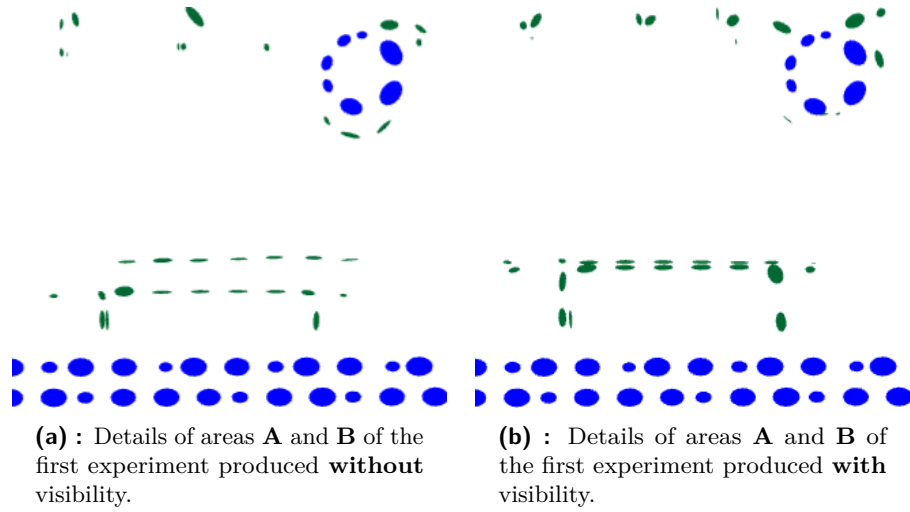 (a) : Details of areas A and B of the
first experiment produced without
visibility.
(b) : Details of areas A and B of
the first experiment produced with
visibility.